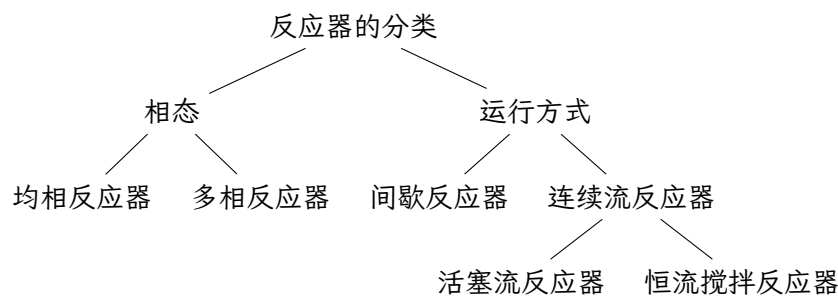 反应器的分类
相态
运行方式
均相反应器
多相反应器
间歇反应器
连续流反应器
活塞流反应器
恒流搅拌反应器